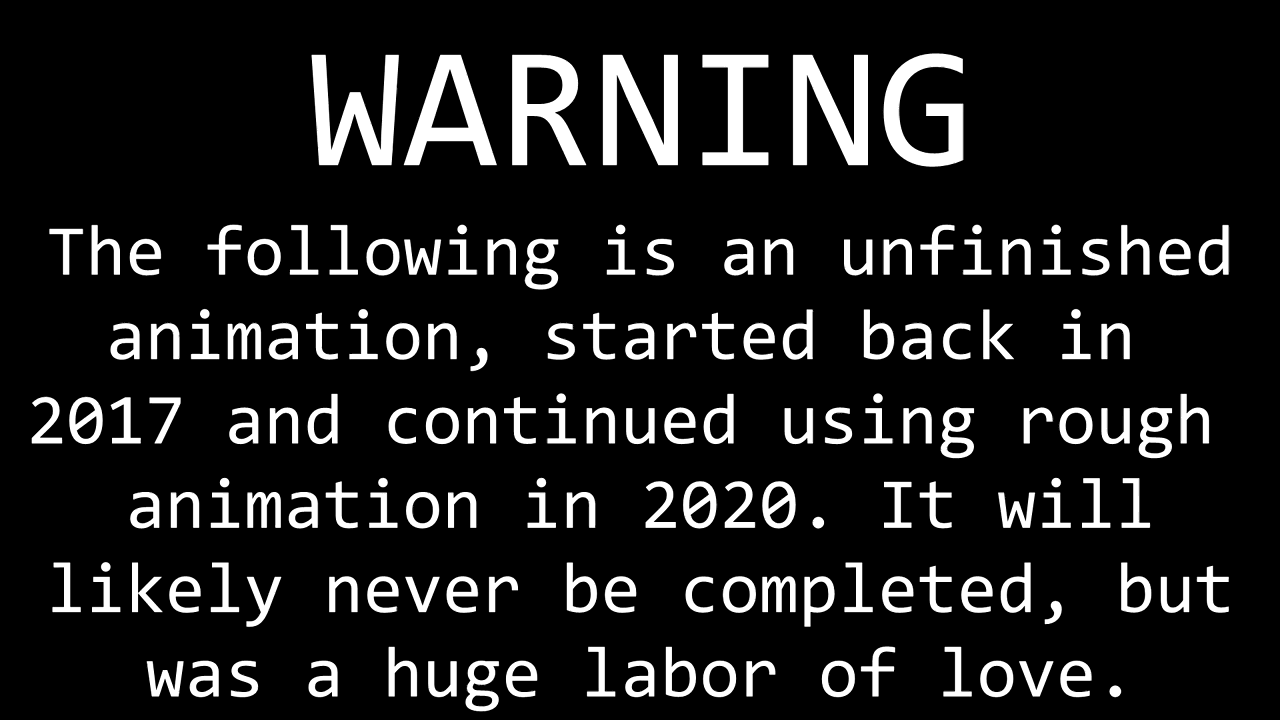 WARNING
The following is an unfinished
animation, started back in
2017 and continued using rough
animation in 2020. It will
likely never be completed, but
was a huge labor of love.